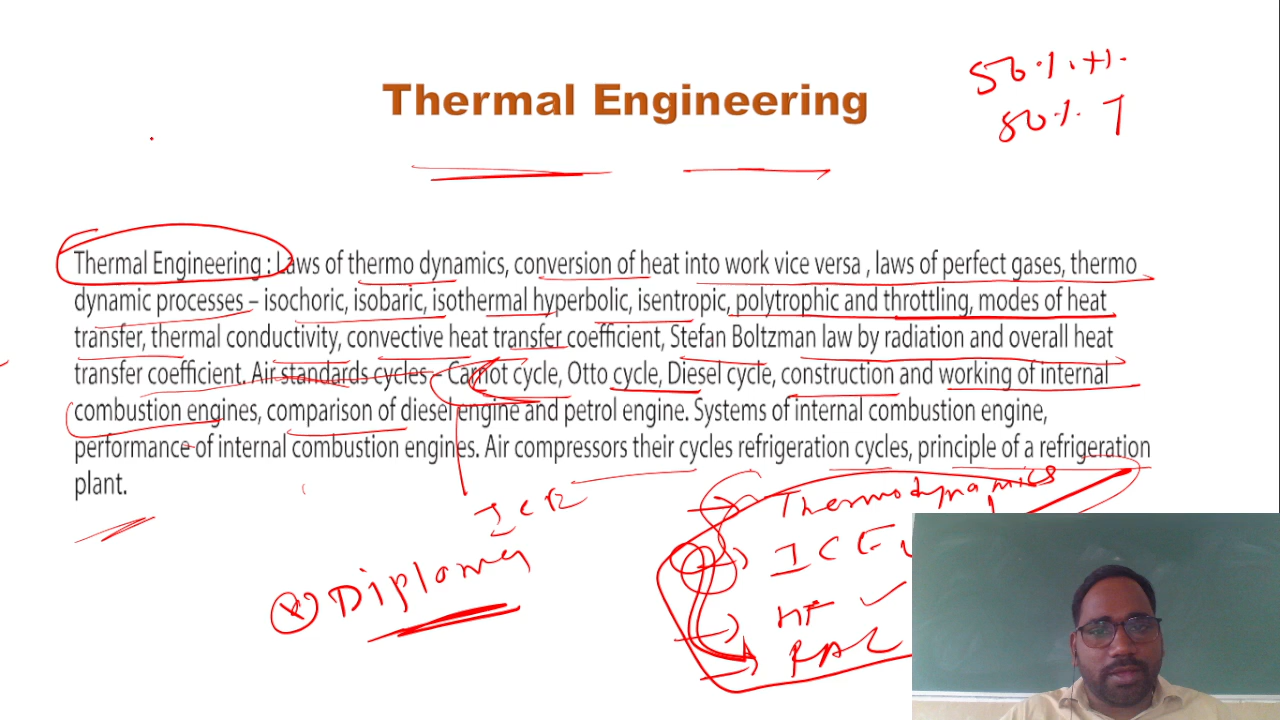 Thermal Engineering
50%. H.
80%. T
Thermal Engineering : Laws of thermo dynamics, conversion of heat into work vice versa , laws of perfect gases, thermo
dynamic processes – isochoric, isobaric, isothermal hyperbolic, isentropic, polytrophic and throttling, modes of heat
transfer, thermal conductivity, convective heat transfer coefficient, Stefan Boltzman law by radiation and overall heat
transfer coefficient. Air standards cycles - Carnot cycle, Otto cycle, Diesel cycle, construction and working of internal
combustion engines, comparison of diesel engine and petrol engine. Systems of internal combustion engine,
performance of internal combustion engines. Air compressors their cycles refrigeration cycles, principle of a refrigeration
plant.
Thermodynamics
ICE
ICE
Diploma
HT
RAC